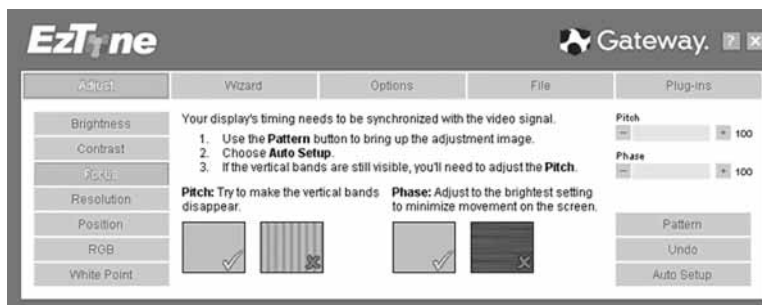 EzTune
Gateway.
Adjust Wizard Options File Plug-ins
Brightness
Contrast
Focus
Resolution
Position
RGB
White Point
Your display's timing needs to be synchronized with the video signal.
1. Use the Pattern button to bring up the adjustment image.
2. Choose Auto Setup.
3. If the vertical bands are still visible, you'll need to adjust the Pitch.
Pitch: Try to make the vertical bands
disappear.
Phase: Adjust to the brightest setting
to minimize movement on the screen.
Pitch
100
Phase
100
Pattern
Undo
Auto Setup